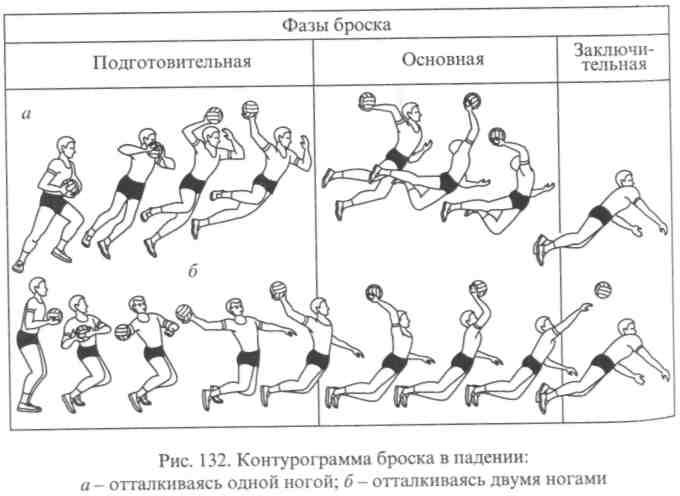 Фазы броска
Подготовительная
Основная
Заключи-
тельная
а
б
Рис. 132. Контурограмма броска в падении:
а – отталкиваясь одной ногой; б – отталкиваясь двумя ногами